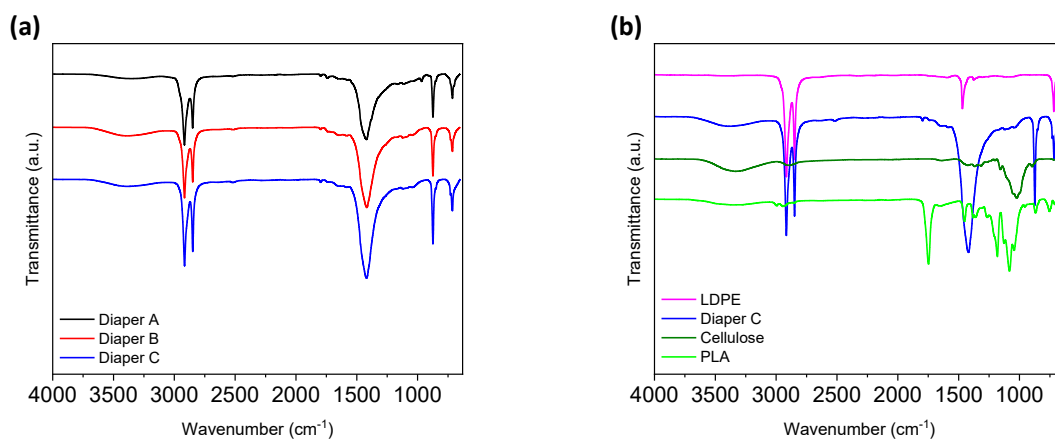 (a)
Transmittance (a.u.)
Diaper A
Diaper B
Diaper C
4000 3500 3000 2500 2000 1500 1000
Wavenumber (cm⁻¹)
(b)
Transmittance (a.u.)
LDPE
Diaper C
Cellulose
PLA
4000 3500 3000 2500 2000 1500 1000
Wavenumber (cm⁻¹)